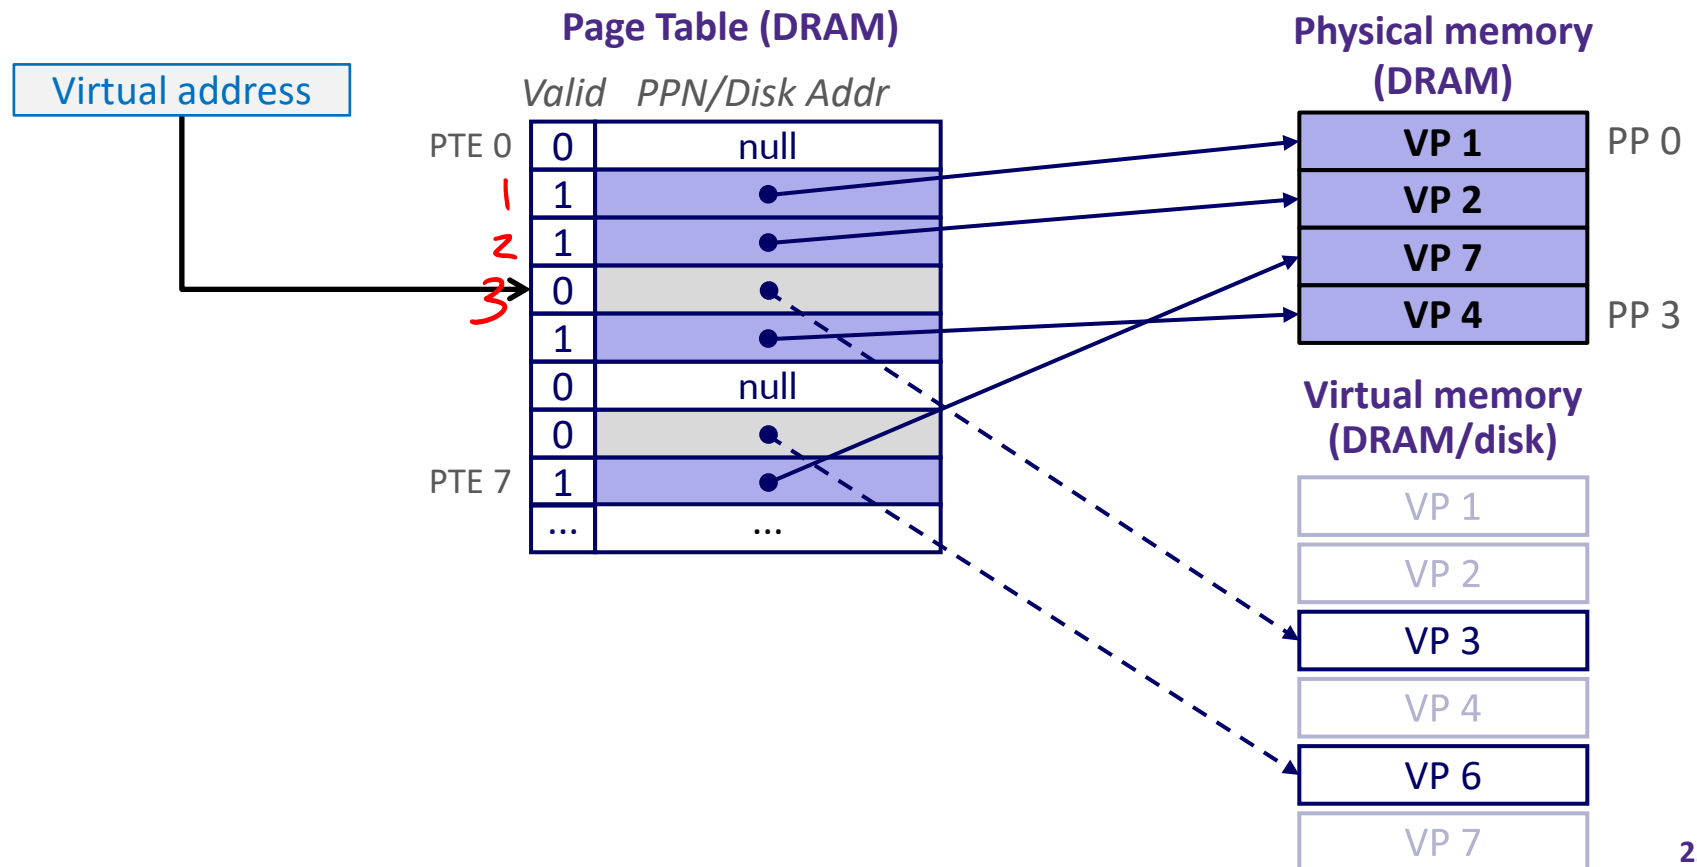 Page Table (DRAM)
Physical memory
(DRAM)
Virtual address
Valid PPN/Disk Addr
PTE 0 0 null
VP 1 PP 0
1 1
VP 2
2 1
VP 7
3 0
VP 4 PP 3
1
0 null
Virtual memory
(DRAM/disk)
0
PTE 7 1
VP 1
... ...
VP 2
VP 3
VP 4
VP 6
VP 7
2